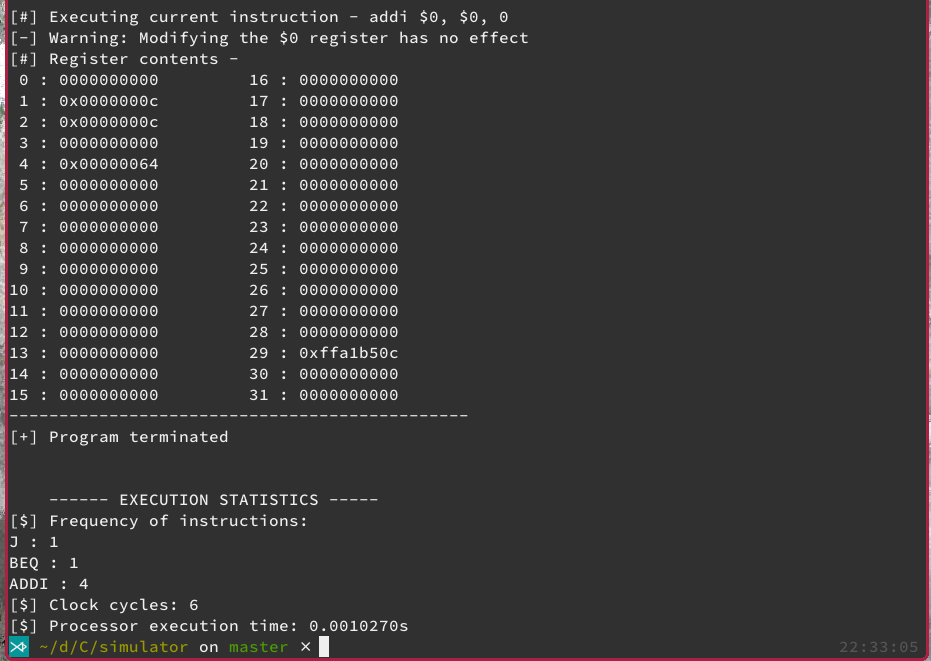 [#] Executing current instruction - addi $0, $0, 0
[-] Warning: Modifying the $0 register has no effect
[#] Register contents -
 0 : 0000000000         16 : 0000000000
 1 : 0x0000000c         17 : 0000000000
 2 : 0x0000000c         18 : 0000000000
 3 : 0000000000         19 : 0000000000
 4 : 0x00000064         20 : 0000000000
 5 : 0000000000         21 : 0000000000
 6 : 0000000000         22 : 0000000000
 7 : 0000000000         23 : 0000000000
 8 : 0000000000         24 : 0000000000
 9 : 0000000000         25 : 0000000000
10 : 0000000000         26 : 0000000000
11 : 0000000000         27 : 0000000000
12 : 0000000000         28 : 0000000000
13 : 0000000000         29 : 0xffa1b50c
14 : 0000000000         30 : 0000000000
15 : 0000000000         31 : 0000000000
----------------------------------------------
[+] Program terminated
    ------ EXECUTION STATISTICS -----
[$] Frequency of instructions:
J : 1
BEQ : 1
ADDI : 4
[$] Clock cycles: 6
[$] Processor execution time: 0.0010270s
~/d/C/simulator on master × 22:33:05